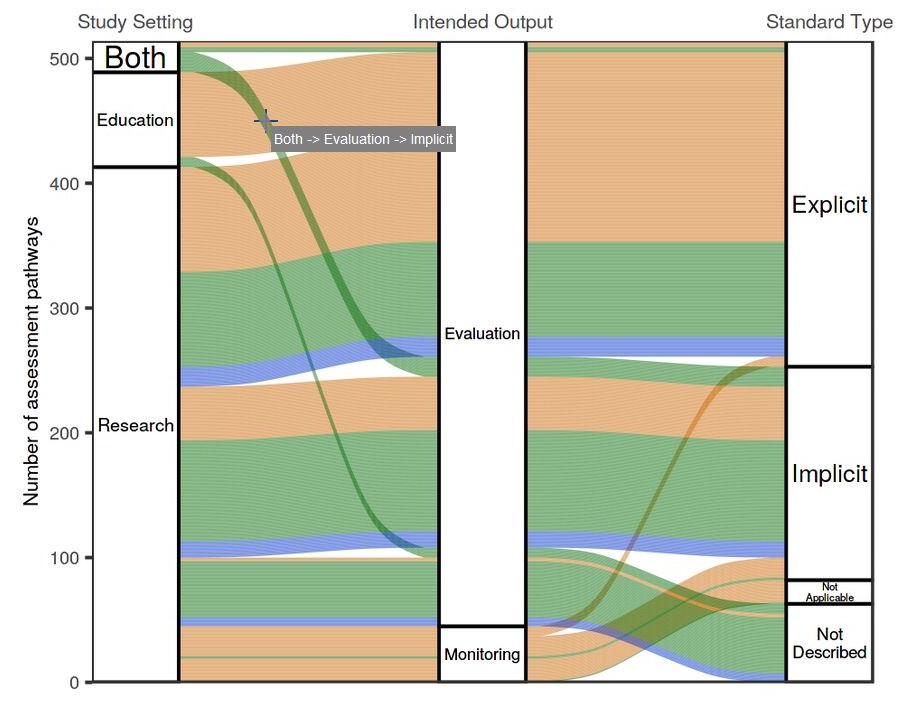 Study Setting
Intended Output
Standard Type
Number of assessment pathways
500
400
300
200
100
0
Both
Education
Research
Both -> Evaluation -> Implicit
Evaluation
Monitoring
Explicit
Implicit
Not
Applicable
Not
Described